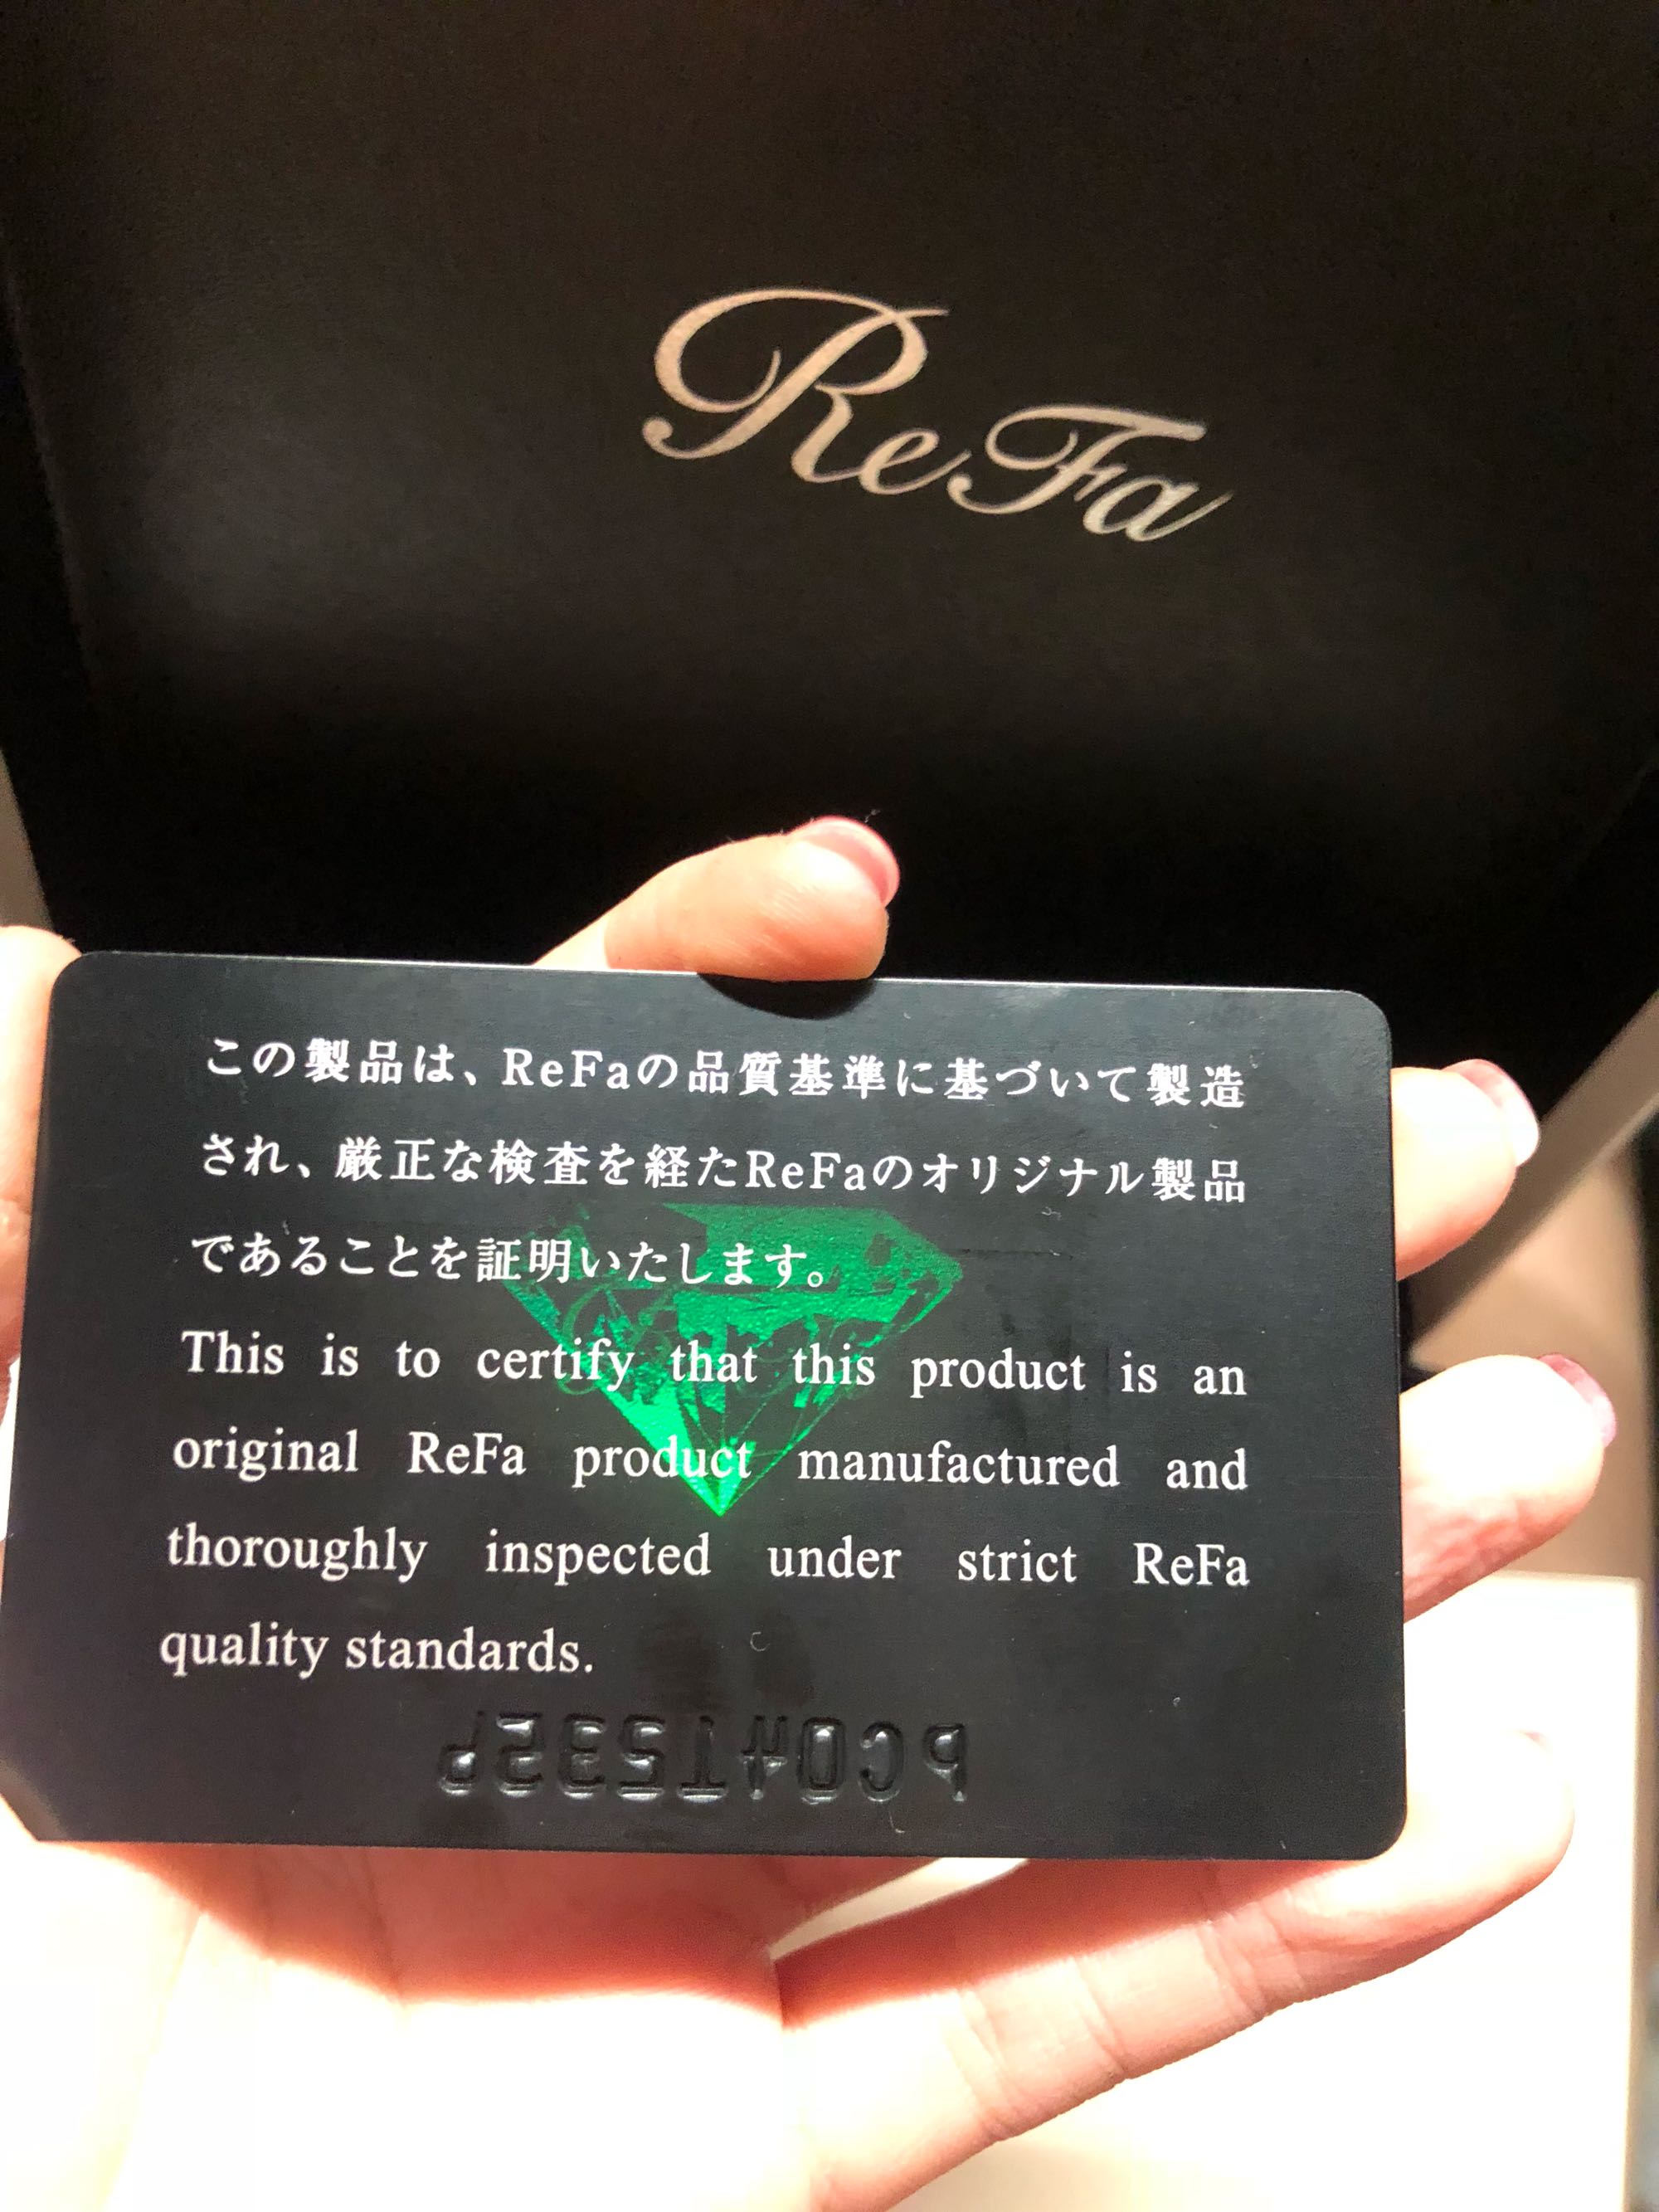 ReFa
この製品は、ReFaの品質基準に基づいて製造
され、厳正な検査を経たReFaのオリジナル製品
であることを証明いたします。
This is to certify that this product is an
original ReFa product manufactured and
thoroughly inspected under strict ReFa
quality standards.